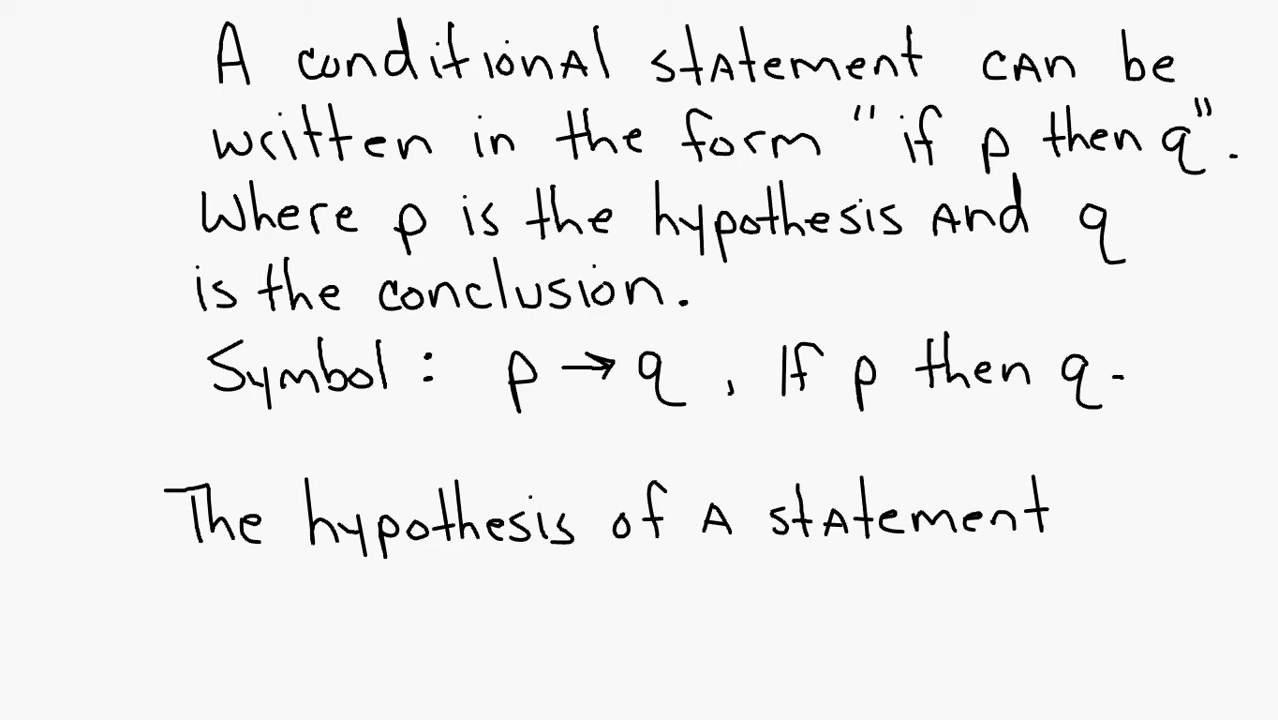 A conditional statement can be
written in the form "if p then q".
Where p is the hypothesis and q
is the conclusion.
Symbol : p → q , If p then q.
The hypothesis of a statement